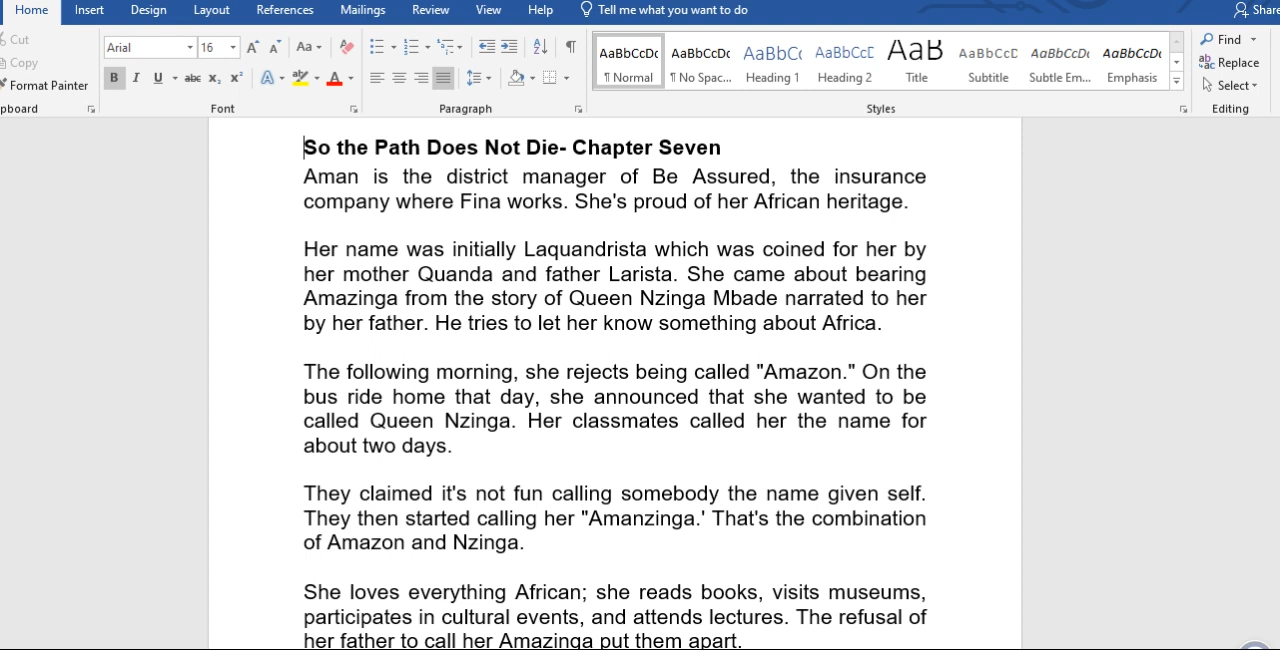 Home Insert Design Layout References Mailings Review View Help Tell me what you want to do Share
Cut
Copy
Format Painter
pboard
Arial 16 Aa
B I U abc X₂ X² A aby A
Font
Paragraph
AaBbCcDc AaBbCcDc AaBbCc AaBbCcE AaB AaBbCcD AaBbCcDc AaBbCcDc
¶ Normal ¶ No Spac... Heading 1 Heading 2 Title Subtitle Subtle Em... Emphasis
Styles
Find
Replace
Select
Editing
So the Path Does Not Die- Chapter Seven
Aman is the district manager of Be Assured, the insurance
company where Fina works. She's proud of her African heritage.
Her name was initially Laquandrista which was coined for her by
her mother Quanda and father Larista. She came about bearing
Amazinga from the story of Queen Nzinga Mbade narrated to her
by her father. He tries to let her know something about Africa.
The following morning, she rejects being called "Amazon." On the
bus ride home that day, she announced that she wanted to be
called Queen Nzinga. Her classmates called her the name for
about two days.
They claimed it's not fun calling somebody the name given self.
They then started calling her "Amanzinga.' That's the combination
of Amazon and Nzinga.
She loves everything African; she reads books, visits museums,
participates in cultural events, and attends lectures. The refusal of
her father to call her Amazinga put them apart.